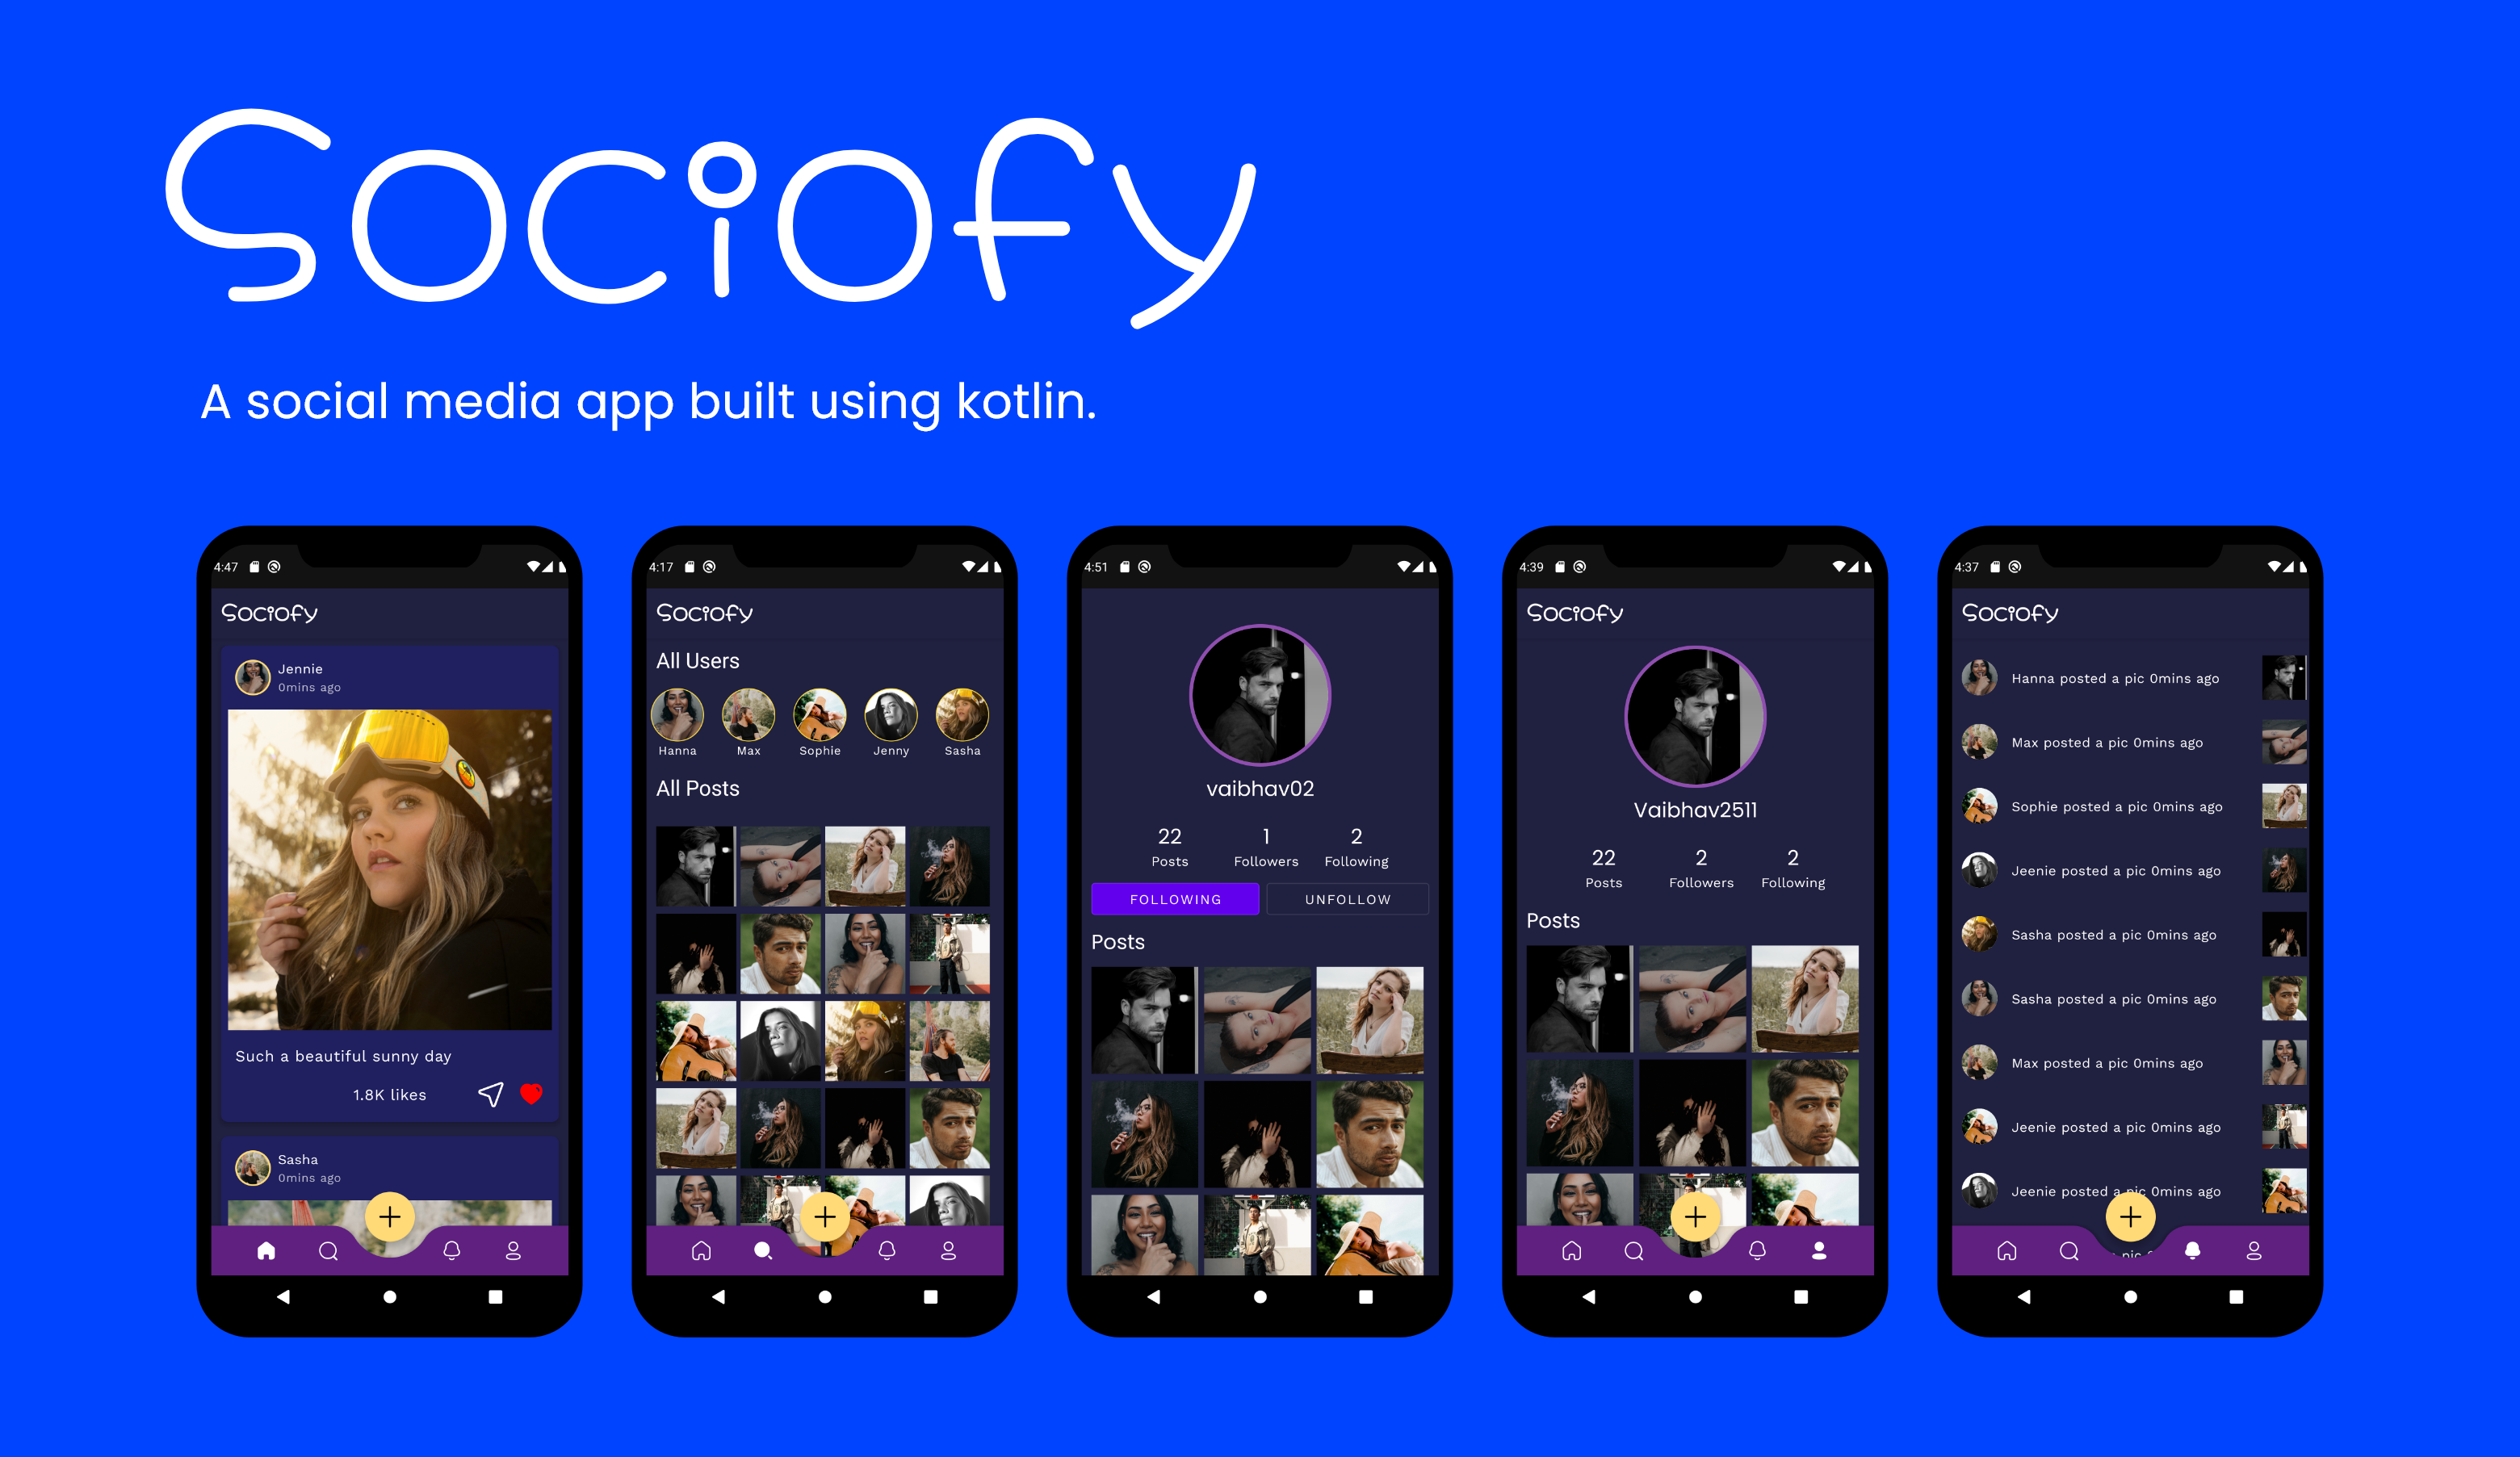 Sociofy
A social media app built using kotlin.
4:47
Sociofy
Jennie
0mins ago
Such a beautiful sunny day
1.8K likes
Sasha
0mins ago
4:17
Sociofy
All Users
Hanna Max Sophie Jenny Sasha
All Posts
4:51
vaibhav02
22 1 2
Posts Followers Following
FOLLOWING UNFOLLOW
Posts
4:39
Sociofy
Vaibhav2511
22 2 2
Posts Followers Following
Posts
4:37
Sociofy
Hanna posted a pic 0mins ago
Max posted a pic 0mins ago
Sophie posted a pic 0mins ago
Jeenie posted a pic 0mins ago
Sasha posted a pic 0mins ago
Sasha posted a pic 0mins ago
Max posted a pic 0mins ago
Jeenie posted a pic 0mins ago
Jeenie posted a pic 0mins ago
pic